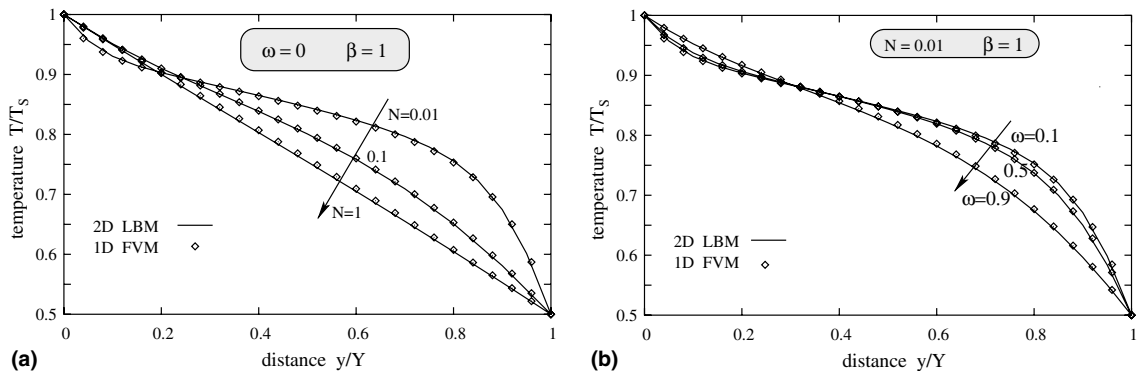 1
0.9
0.8
0.7
0.6
0.5
temperature T/T_S
ω = 0 β = 1
N=0.01
0.1
N=1
2D LBM
1D FVM
0 0.2 0.4 0.6 0.8 1
distance y/Y
(a)
1
0.9
0.8
0.7
0.6
0.5
temperature T/T_S
N = 0.01 β = 1
ω=0.1
0.5
ω=0.9
2D LBM
1D FVM
0 0.2 0.4 0.6 0.8 1
distance y/Y
(b)